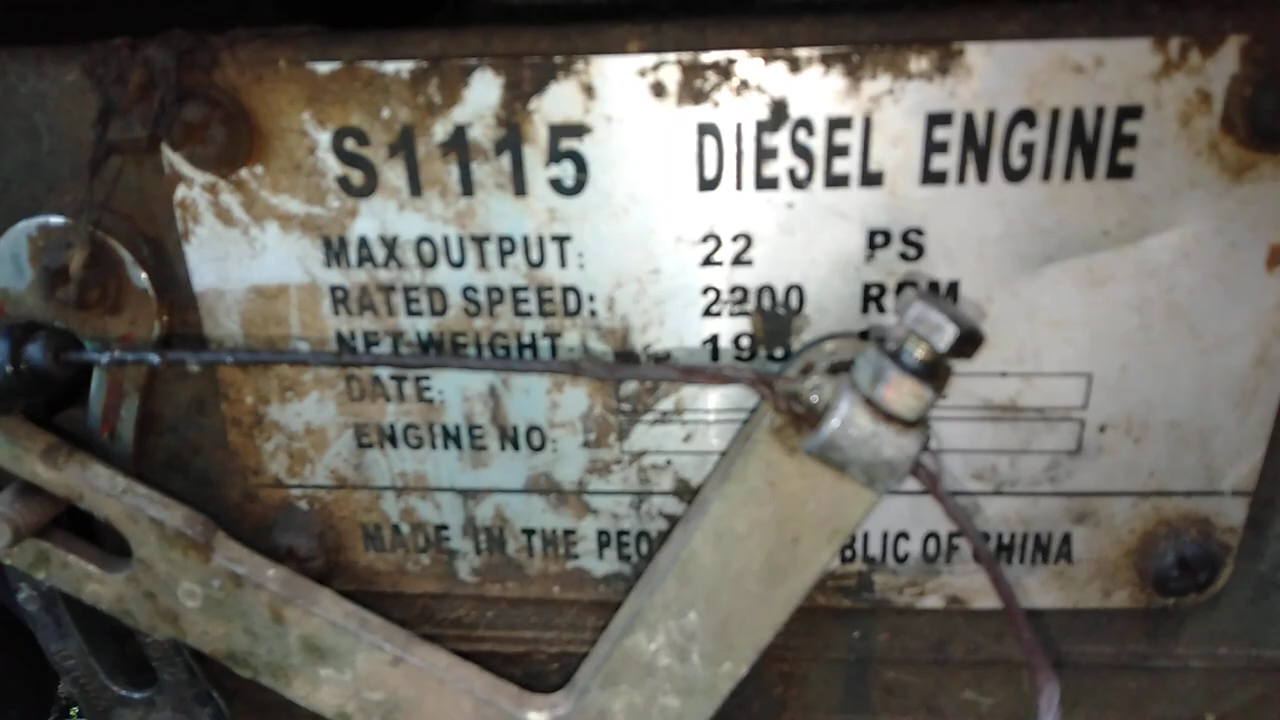 S1115 DIESEL ENGINE
MAX OUTPUT: 22 PS
RATED SPEED: 2200
NET WEIGHT:
DATE:
ENGINE NO:
MADE IN THE OF CHINA